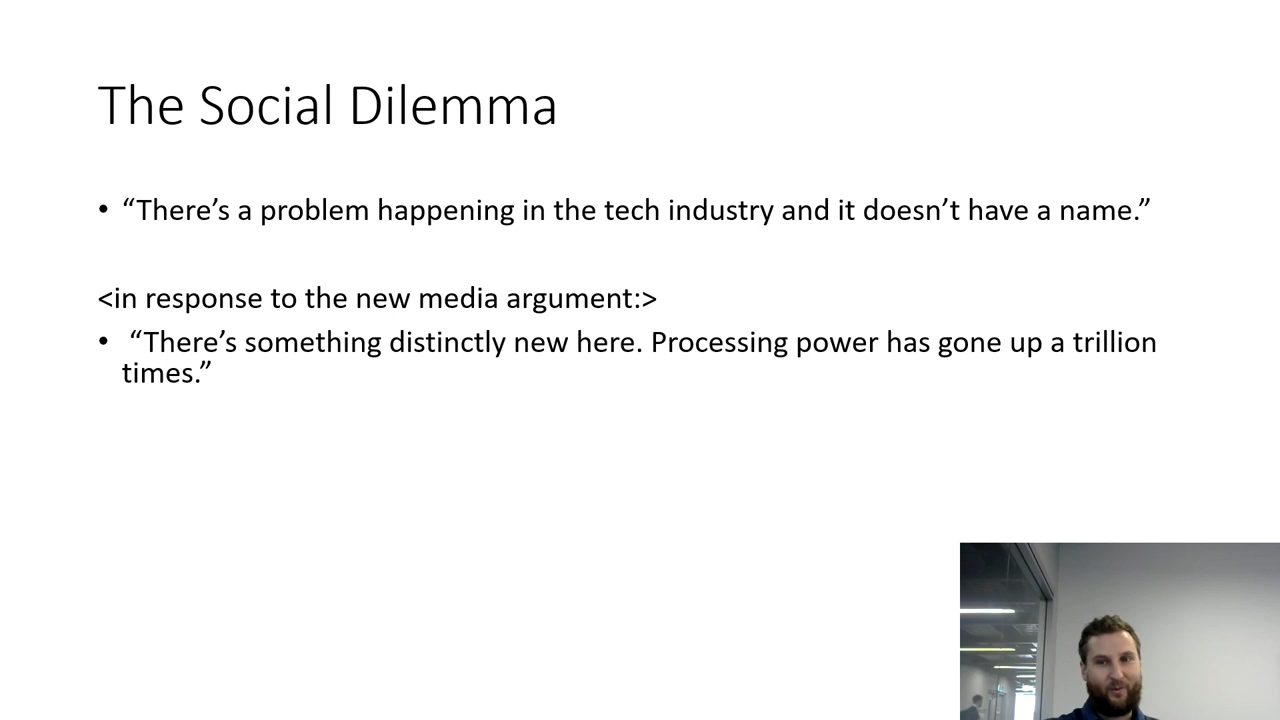 The Social Dilemma
• “There’s a problem happening in the tech industry and it doesn’t have a name.”
<in response to the new media argument:>
• “There’s something distinctly new here. Processing power has gone up a trillion
times.”